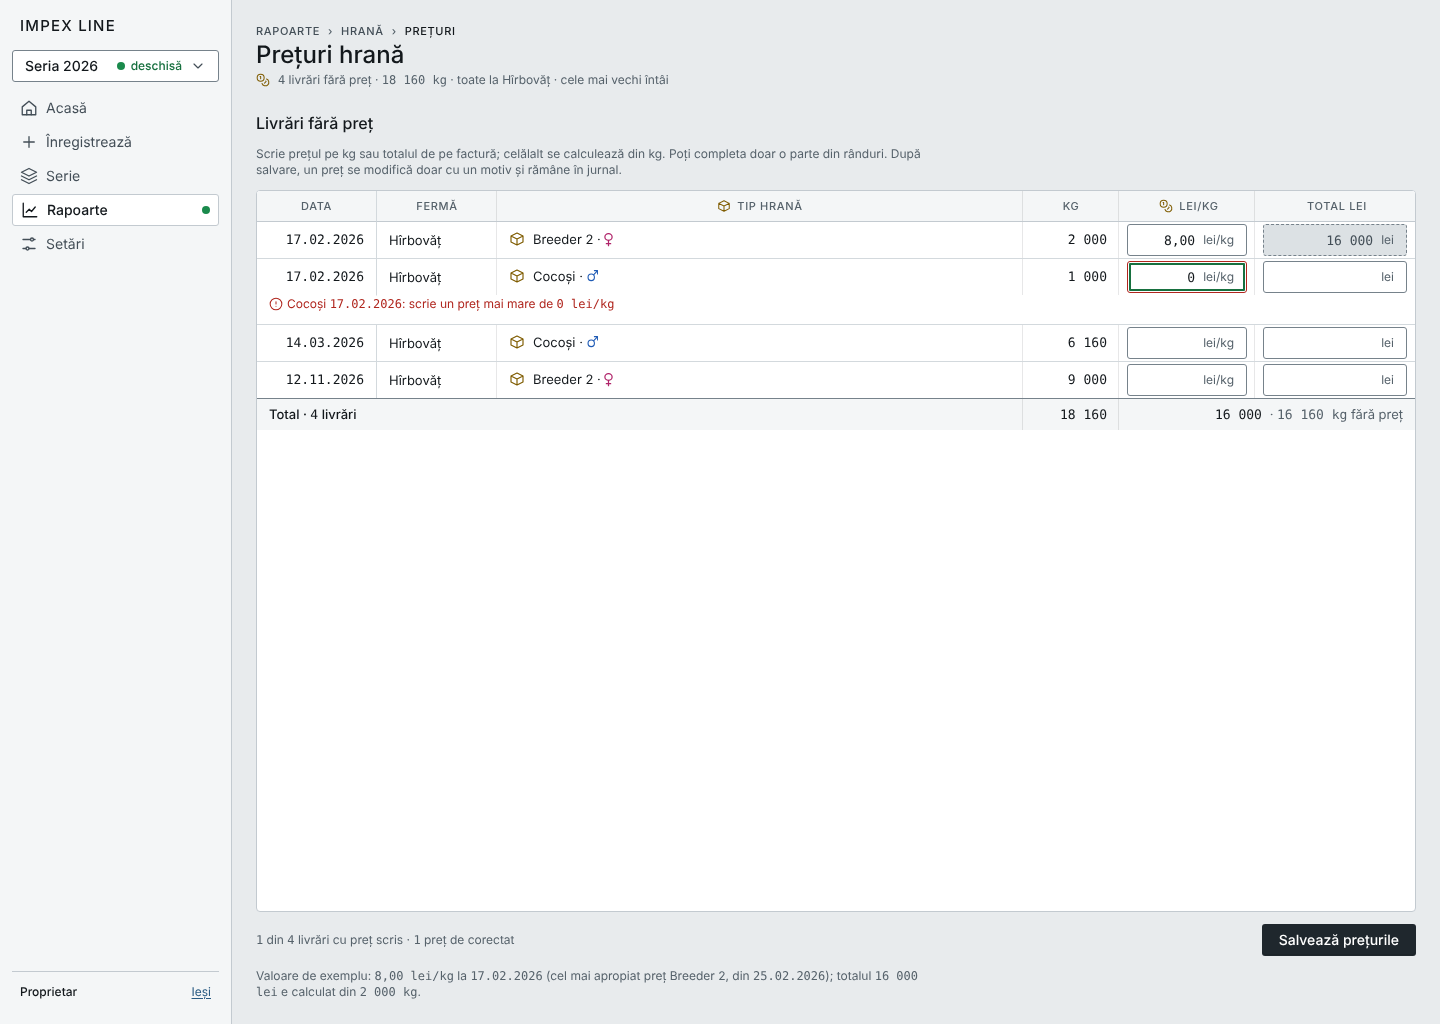 IMPEX LINE
Seria 2026 deschisă
Acasă
Înregistrează
Serie
Rapoarte
Setări
Proprietar Ieși
RAPOARTE › HRANĂ › PREȚURI
Prețuri hrană
4 livrări fără preț · 18 160 kg · toate la Hîrbovăț · cele mai vechi întâi
Livrări fără preț
Scrie prețul pe kg sau totalul de pe factură; celălalt se calculează din kg. Poți completa doar o parte din rânduri. După
salvare, un preț se modifică doar cu un motiv și rămâne în jurnal.
DATA FERMĂ TIP HRANĂ KG LEI/KG TOTAL LEI
17.02.2026 Hîrbovăț Breeder 2 · ♀ 2 000 8,00 lei/kg 16 000 lei
17.02.2026 Hîrbovăț Cocoși · ♂ 1 000 0 lei/kg lei
Cocoși 17.02.2026: scrie un preț mai mare de 0 lei/kg
14.03.2026 Hîrbovăț Cocoși · ♂ 6 160 lei/kg lei
12.11.2026 Hîrbovăț Breeder 2 · ♀ 9 000 lei/kg lei
Total · 4 livrări 18 160 16 000 · 16 160 kg fără preț
1 din 4 livrări cu preț scris · 1 preț de corectat
Salvează prețurile
Valoare de exemplu: 8,00 lei/kg la 17.02.2026 (cel mai apropiat preț Breeder 2, din 25.02.2026); totalul 16 000
lei e calculat din 2 000 kg.